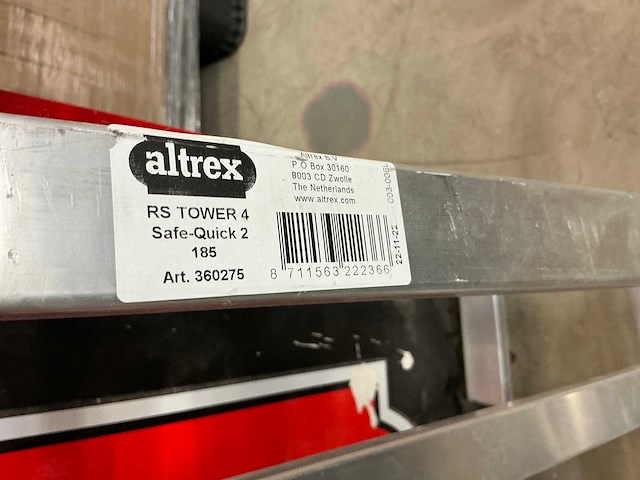 altrex
RS TOWER 4
Safe-Quick 2
185
Art. 360275
Altrex B.V
P.O.Box 30160
8003 CD Zwolle
The Netherlands
www.altrex.com
8 711563 222366
22-11-22